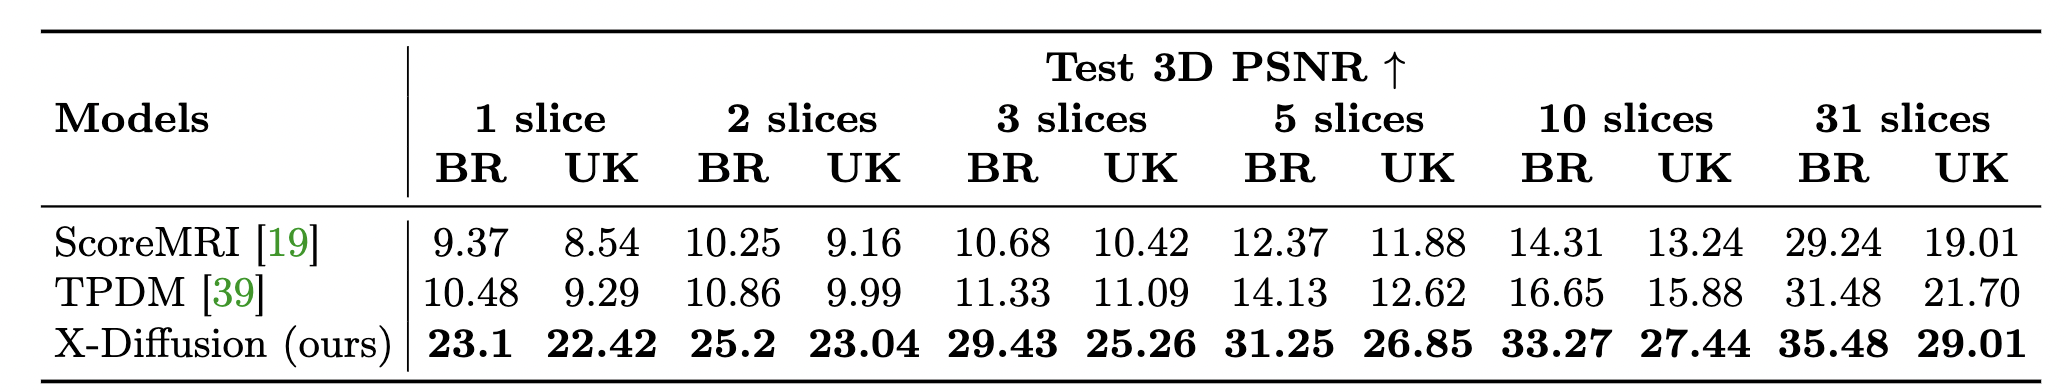 Test 3D PSNR ↑
Models 1 slice 2 slices 3 slices 5 slices 10 slices 31 slices
BR UK BR UK BR UK BR UK BR UK BR UK
ScoreMRI [19] 9.37 8.54 10.25 9.16 10.68 10.42 12.37 11.88 14.31 13.24 29.24 19.01
TPDM [39] 10.48 9.29 10.86 9.99 11.33 11.09 14.13 12.62 16.65 15.88 31.48 21.70
X-Diffusion (ours) 23.1 22.42 25.2 23.04 29.43 25.26 31.25 26.85 33.27 27.44 35.48 29.01